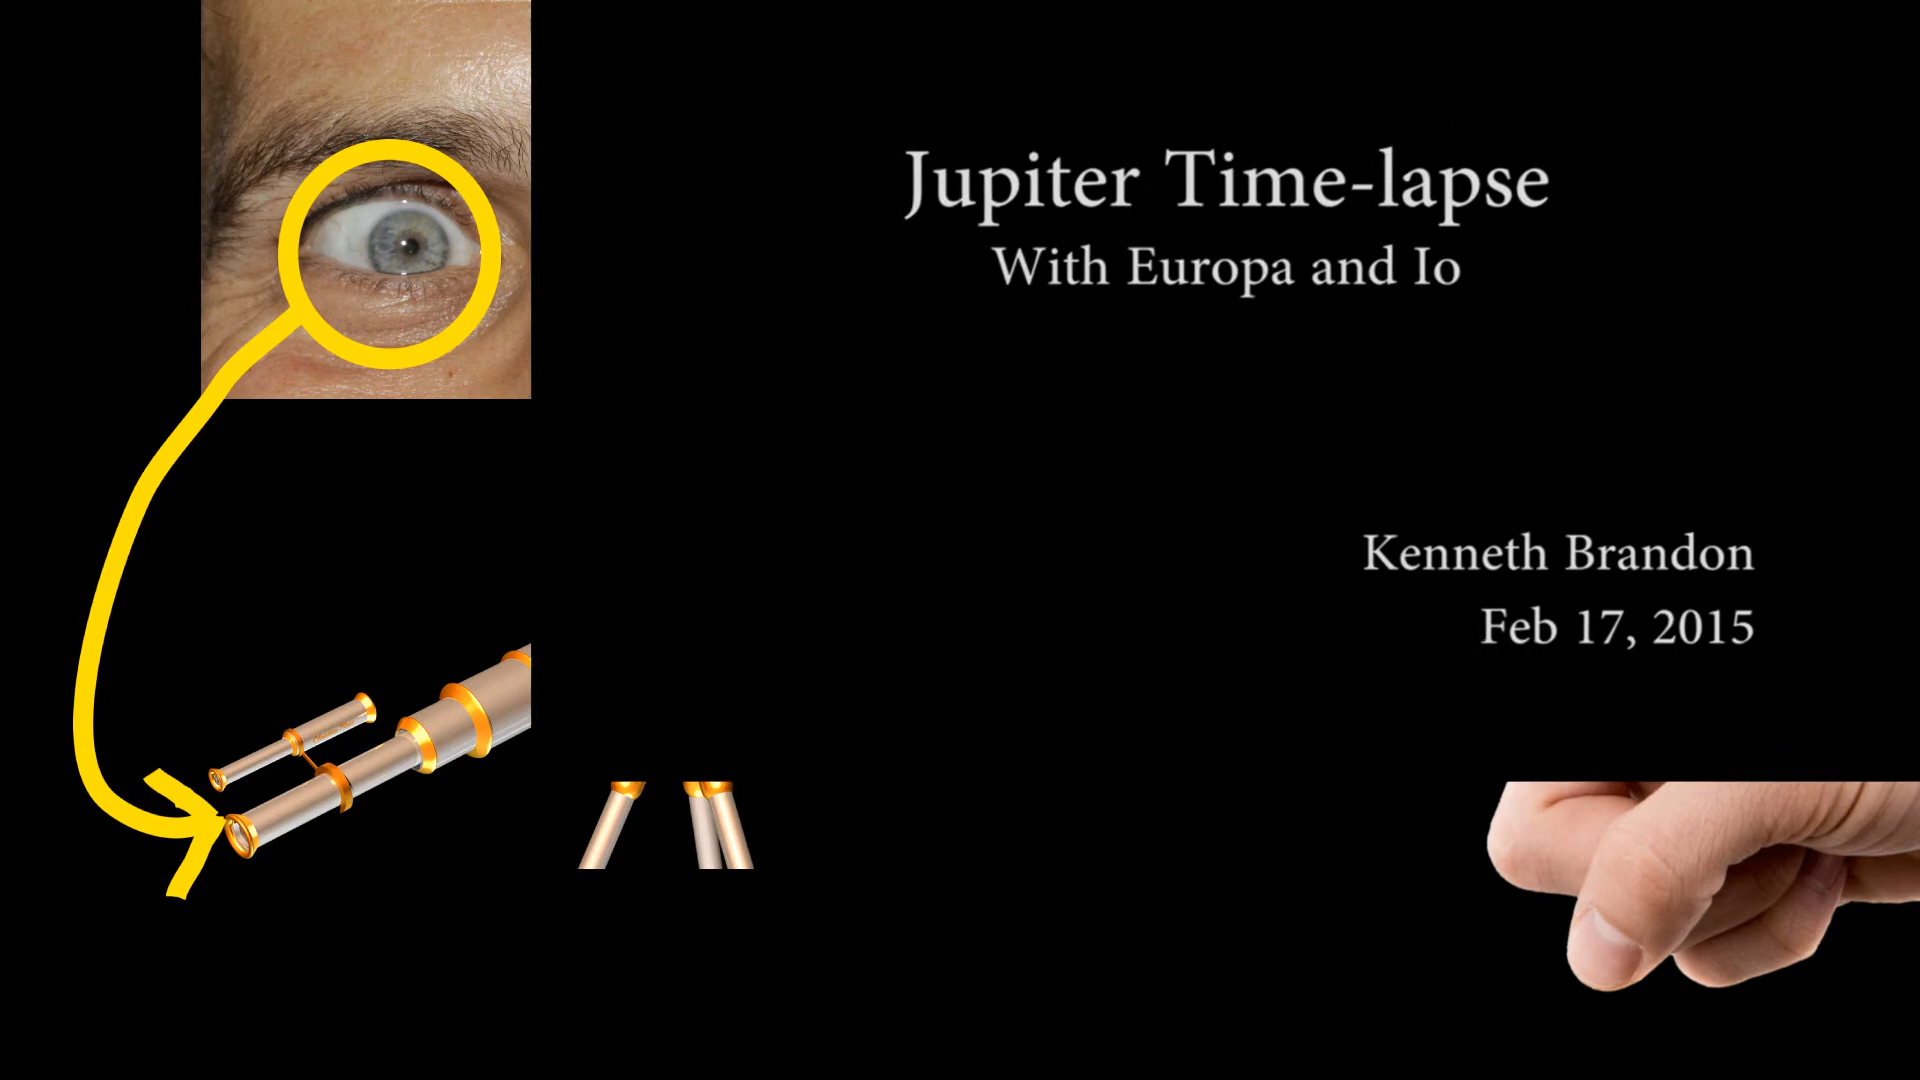 Jupiter Time-lapse
With Europa and Io
Kenneth Brandon
Feb 17, 2015